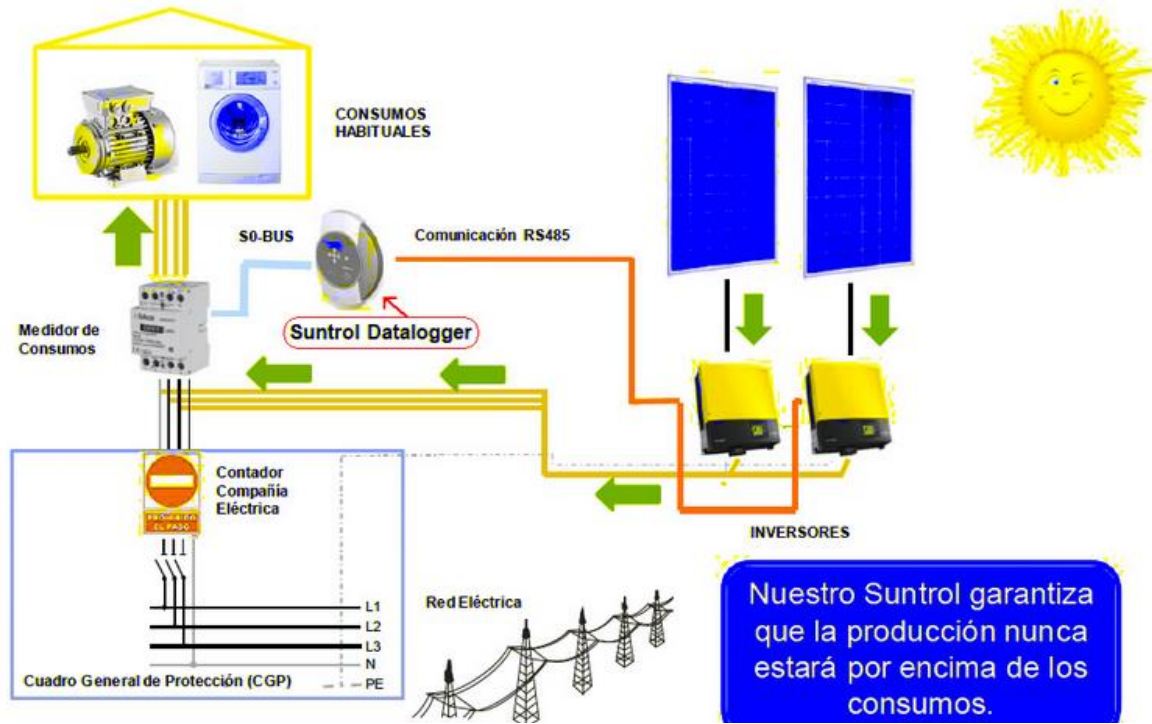 CONSUMOS
HABITUALES
S0-BUS
Comunicación RS485
Suntrol Datalogger
Medidor de
Consumos
Contador
Compañía
Eléctrica
PROHIBIDO
EL PASO
INVERSORES
L1
L2
L3
N
PE
Red Eléctrica
Cuadro General de Protección (CGP)
Nuestro Suntrol garantiza
que la producción nunca
estará por encima de los
consumos.